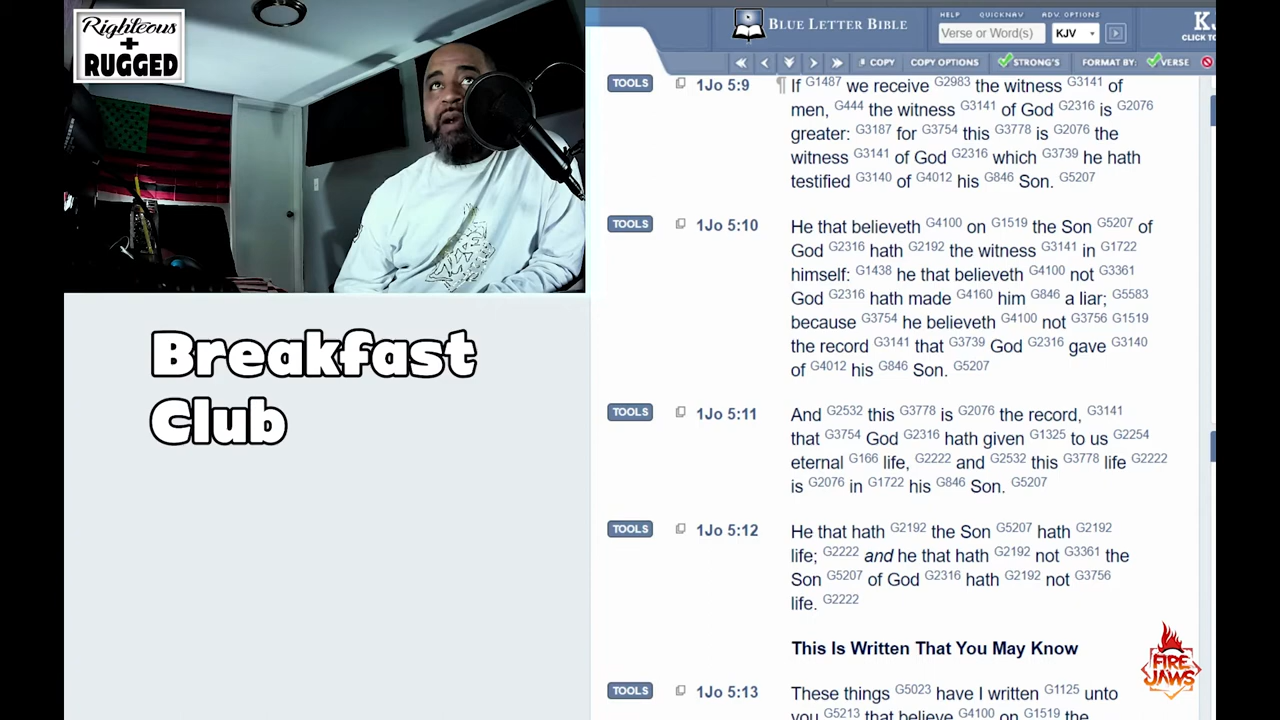 Righteous
+
RUGGED
Breakfast
Club
BLUE LETTER BIBLE
HELP QUICKNAV ADV. OPTIONS
Verse or Word(s) KJV
CLICK TO
COPY COPY OPTIONS STRONG'S FORMAT BY: VERSE
TOOLS 1Jo 5:9 ¶ If G1487 we receive G2983 the witness G3141 of
men, G444 the witness G3141 of God G2316 is G2076
greater: G3187 for G3754 this G3778 is G2076 the
witness G3141 of God G2316 which G3739 he hath
testified G3140 of G4012 his G846 Son. G5207
TOOLS 1Jo 5:10 He that believeth G4100 on G1519 the Son G5207 of
God G2316 hath G2192 the witness G3141 in G1722
himself: G1438 he that believeth G4100 not G3361
God G2316 hath made G4160 him G846 a liar; G5583
because G3754 he believeth G4100 not G3756 G1519
the record G3141 that G3739 God G2316 gave G3140
of G4012 his G846 Son. G5207
TOOLS 1Jo 5:11 And G2532 this G3778 is G2076 the record, G3141
that G3754 God G2316 hath given G1325 to us G2254
eternal G166 life, G2222 and G2532 this G3778 life G2222
is G2076 in G1722 his G846 Son. G5207
TOOLS 1Jo 5:12 He that hath G2192 the Son G5207 hath G2192
life; G2222 and he that hath G2192 not G3361 the
Son G5207 of God G2316 hath G2192 not G3756
life. G2222
This Is Written That You May Know
TOOLS 1Jo 5:13 These things G5023 have I written G1125 unto
you G5213 that believe G4100 on G1519 the
FIRE
JAWS